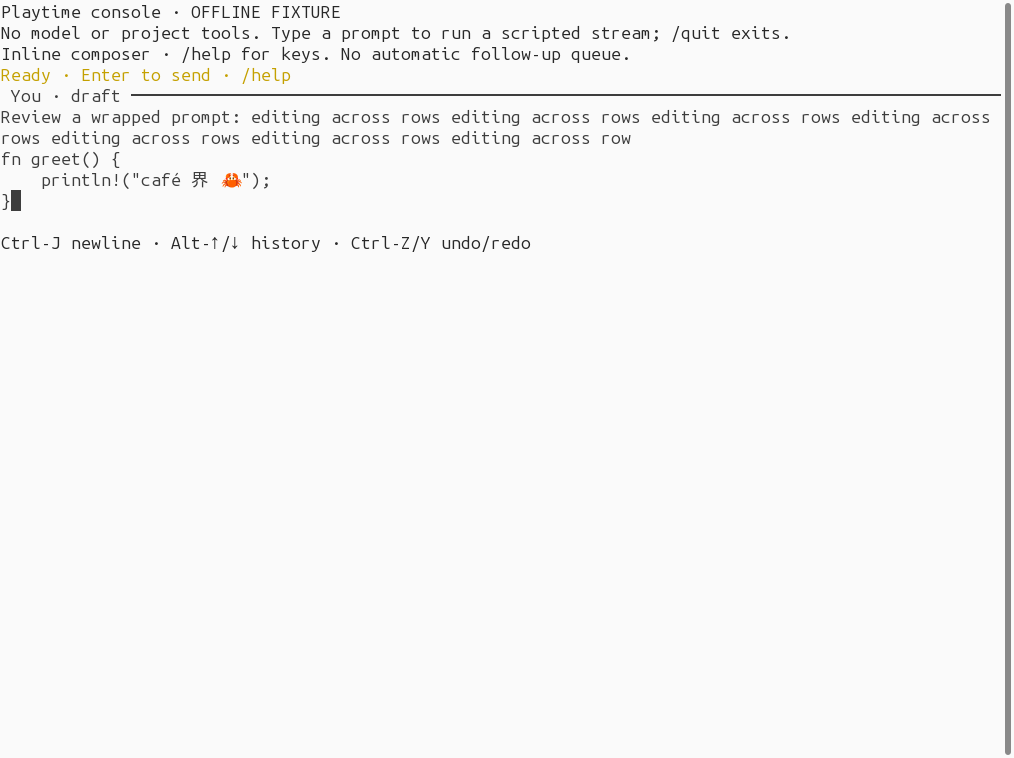 Playtime console · OFFLINE FIXTURE
No model or project tools. Type a prompt to run a scripted stream; /quit exits.
Inline composer · /help for keys. No automatic follow-up queue.
Ready · Enter to send · /help
You · draft
Review a wrapped prompt: editing across rows editing across rows editing across rows editing across
rows editing across rows editing across rows editing across row
fn greet() {
    println!("café 界 🦀");
}
Ctrl-J newline · Alt-↑/↓ history · Ctrl-Z/Y undo/redo